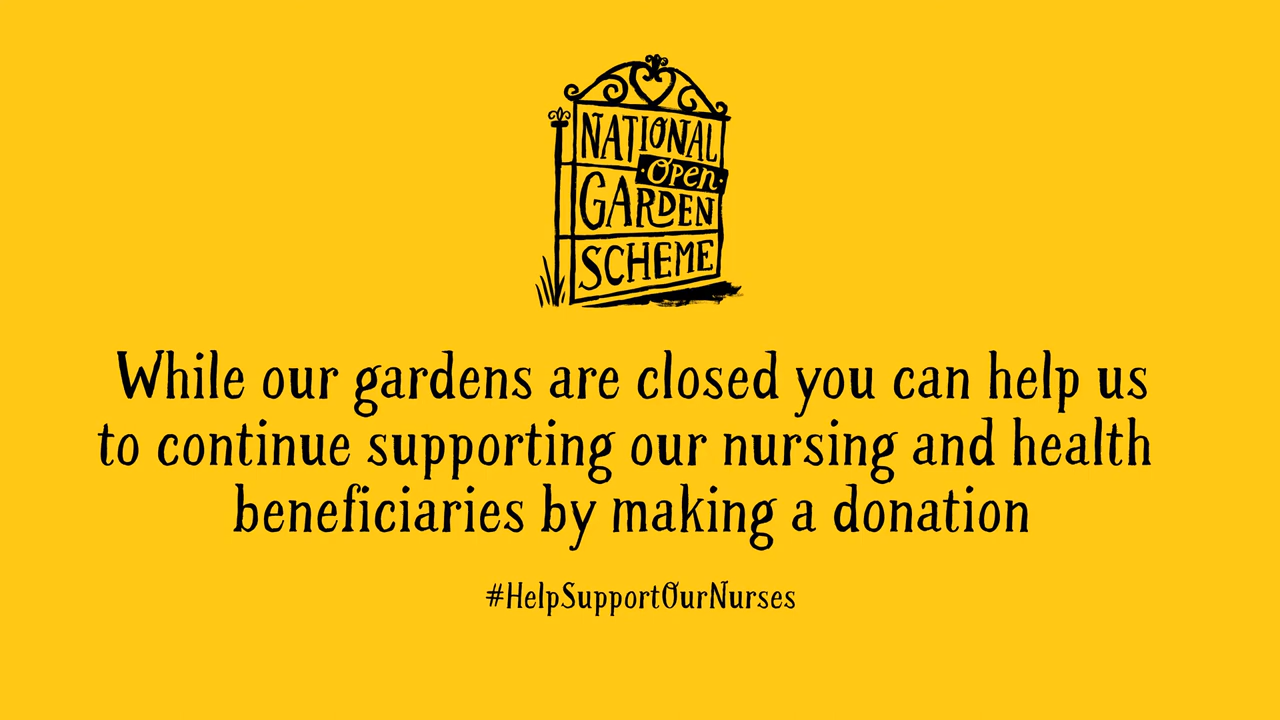 NATIONAL
Open
GARDEN
SCHEME
While our gardens are closed you can help us
to continue supporting our nursing and health
beneficiaries by making a donation
#HelpSupportOurNurses